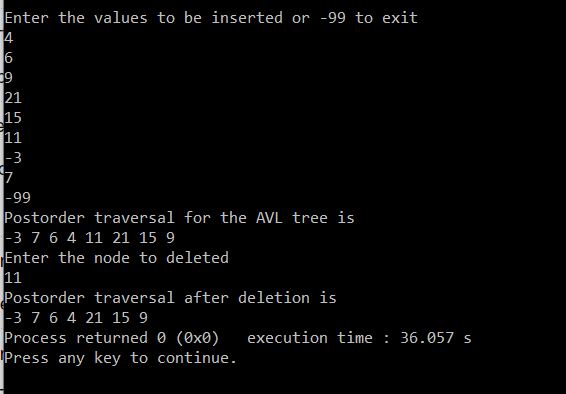 Enter the values to be inserted or -99 to exit
4
6
9
21
15
11
-3
7
-99
Postorder traversal for the AVL tree is
-3 7 6 4 11 21 15 9
Enter the node to deleted
11
Postorder traversal after deletion is
-3 7 6 4 21 15 9
Process returned 0 (0x0)   execution time : 36.057 s
Press any key to continue.